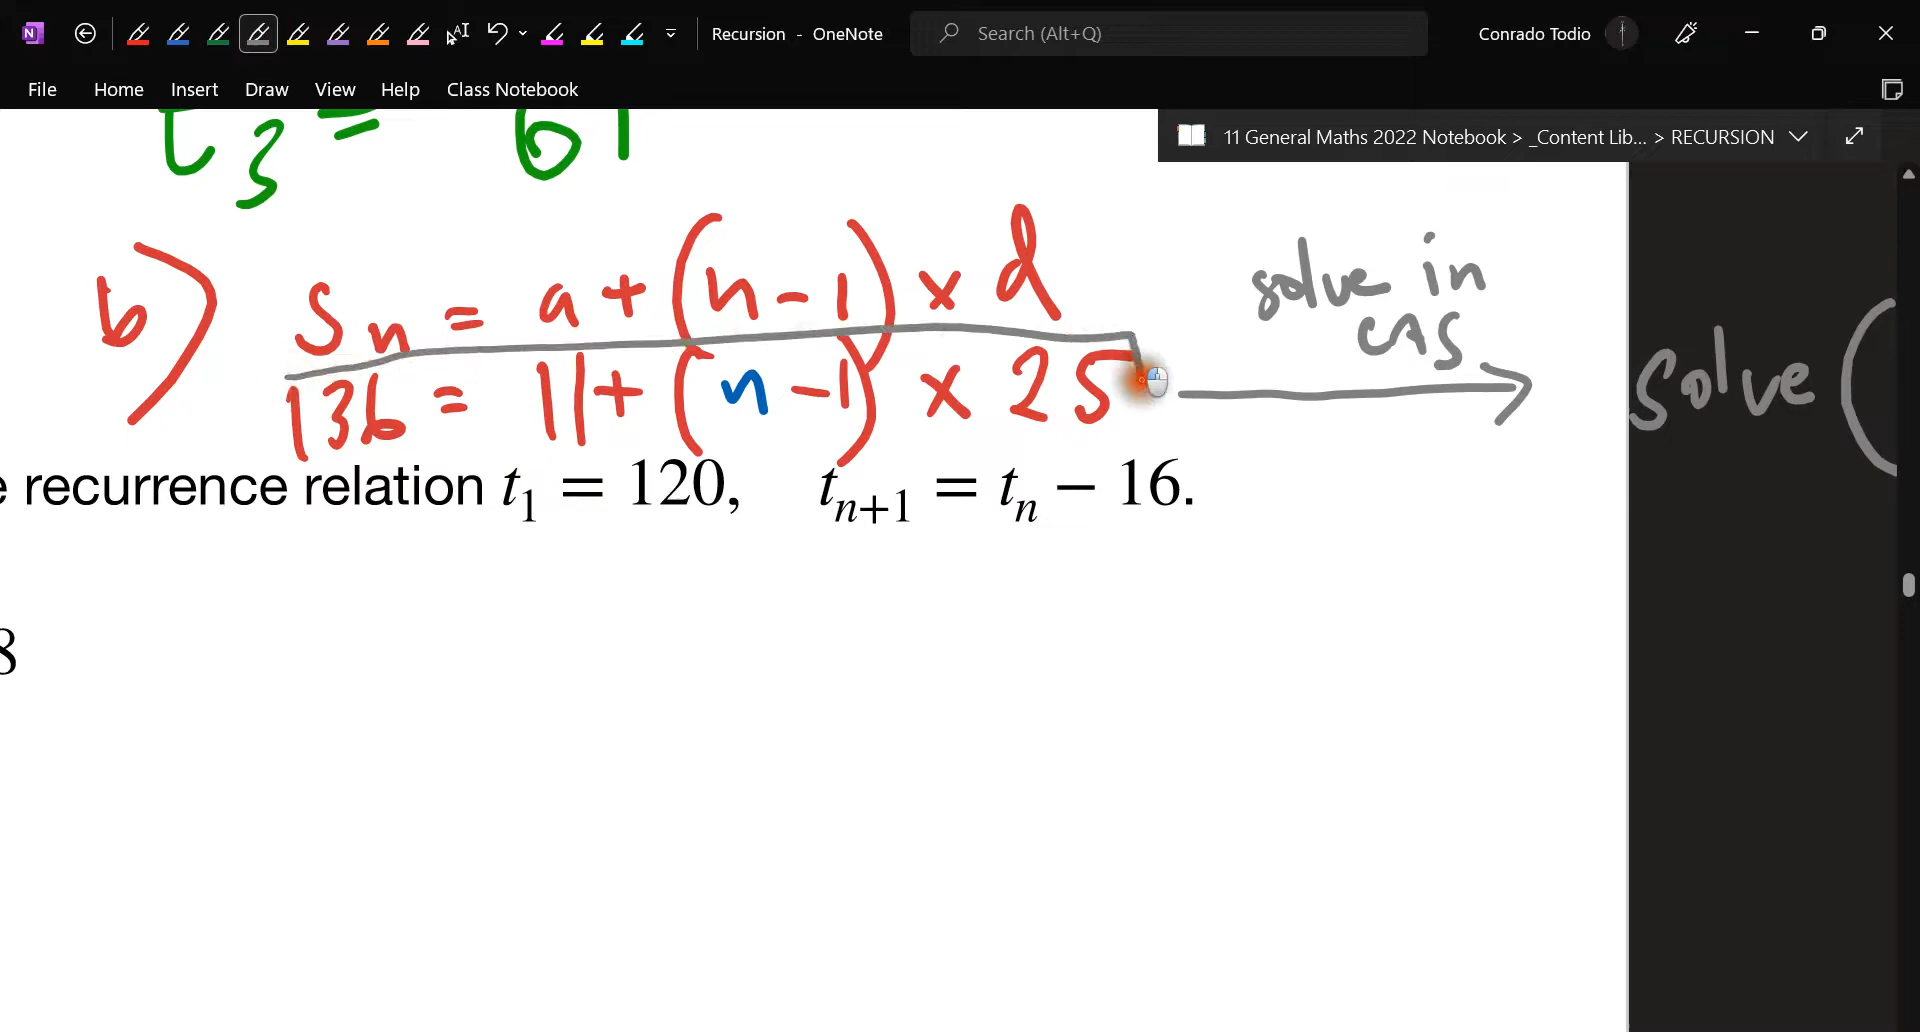 Recursion - OneNote
Search (Alt+Q)
Conrado Todio
File Home Insert Draw View Help Class Notebook
11 General Maths 2022 Notebook > _Content Lib... > RECURSION
t3 = 61
b) Sn = a + (n - 1) × d
solve in
CAS
136 = 11 + (n - 1) × 25
solve (
e recurrence relation t₁ = 120, tₙ₊₁ = tₙ − 16.
8